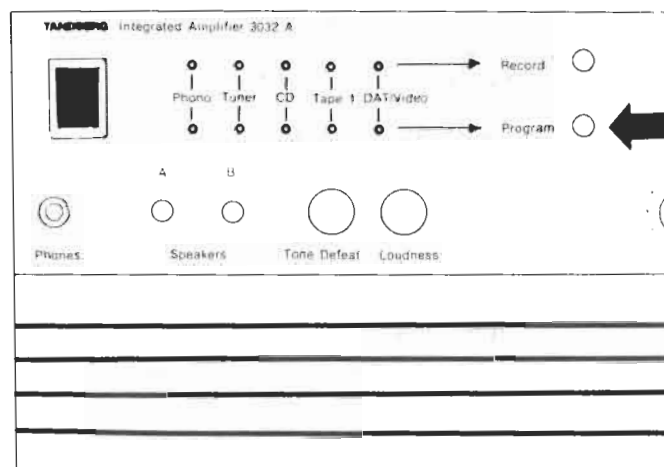 TANDBERG Integrated Amplifier 3032 A
Record
Phono Tuner CD Tape 1 DAT/Video
Program
A B
Phones Speakers Tone Defeat Loudness